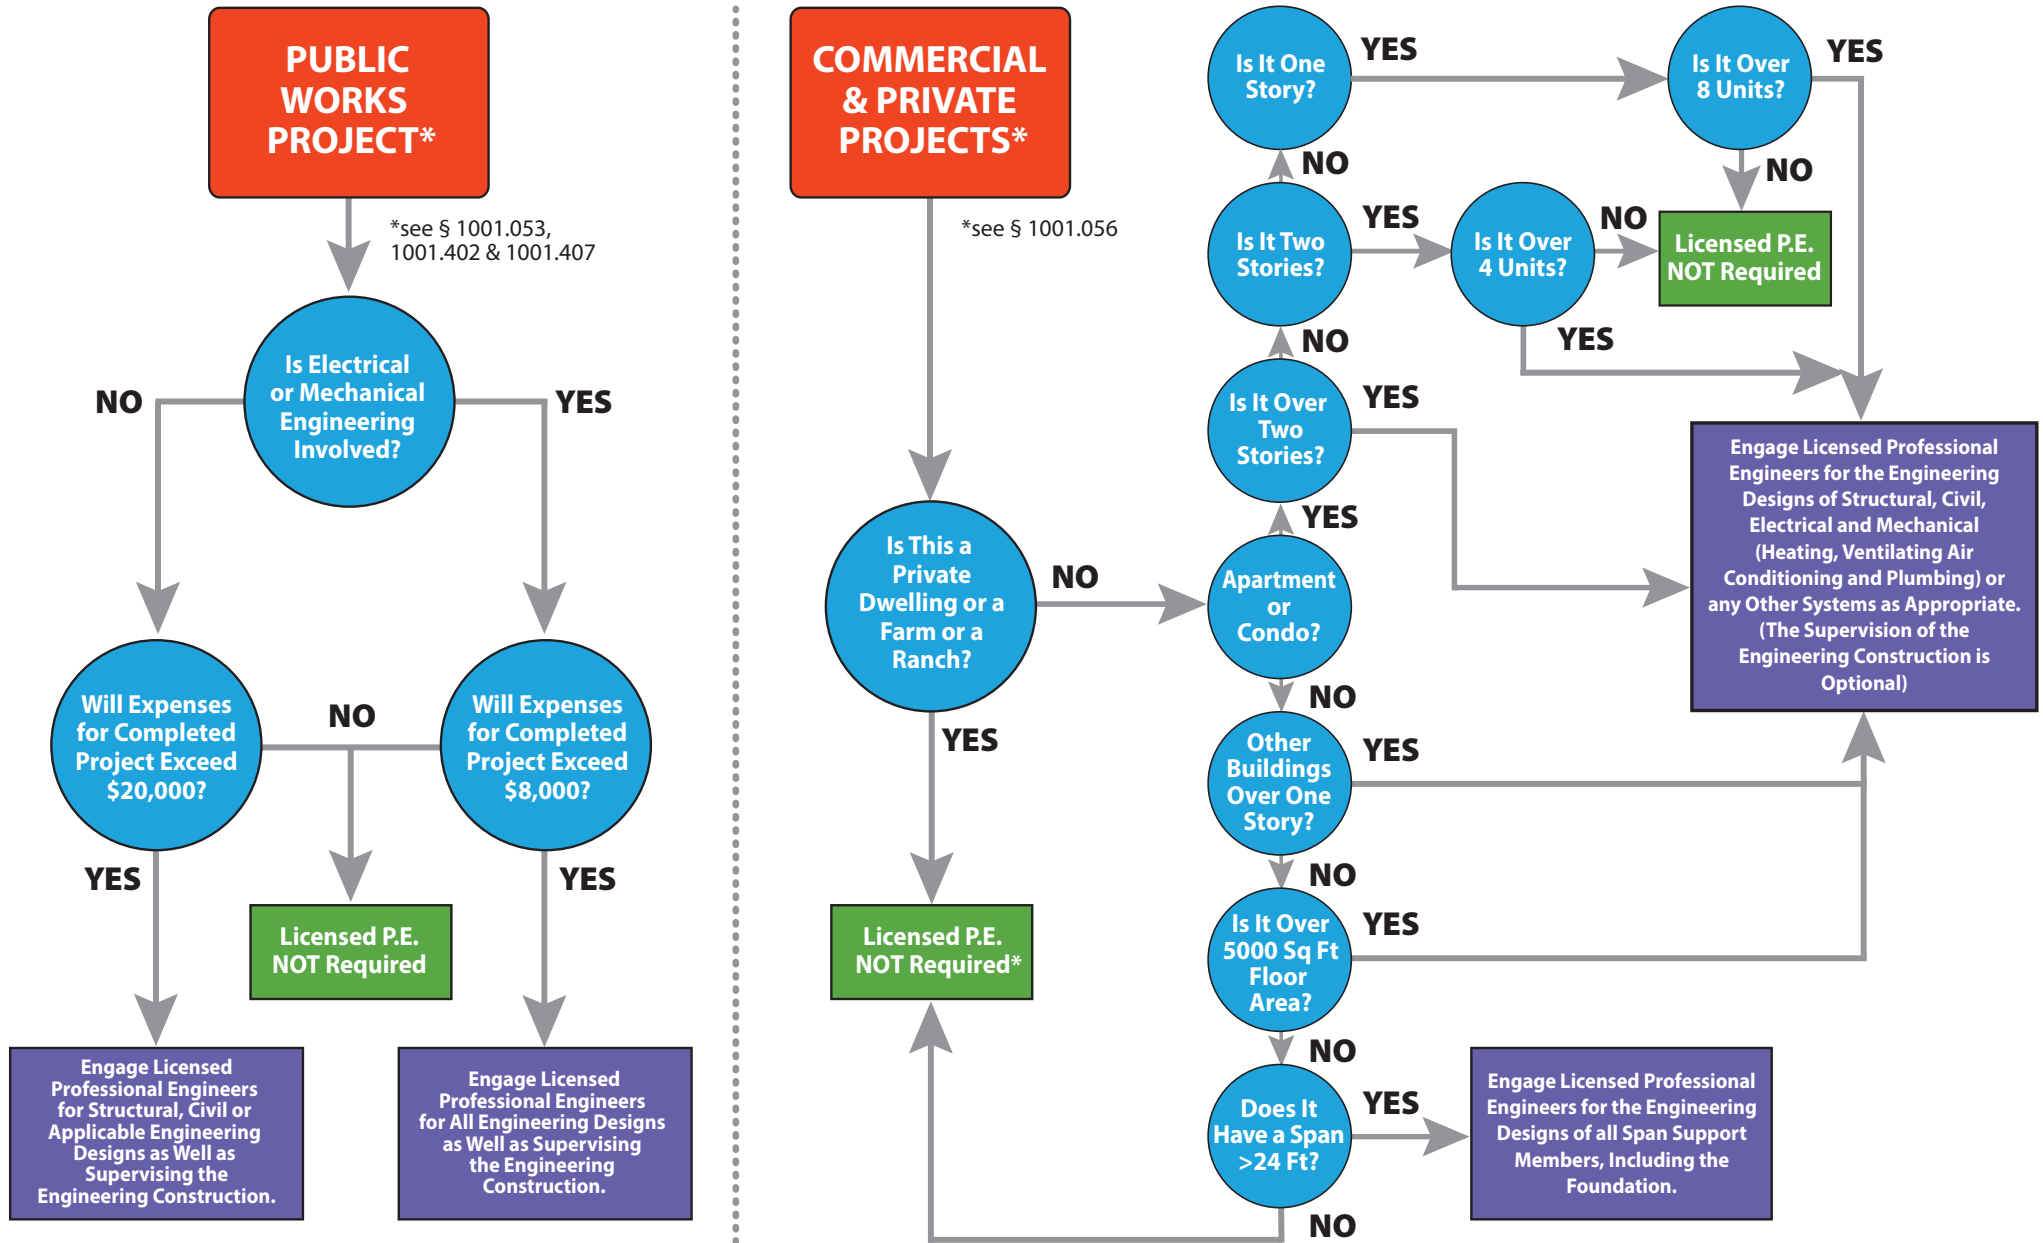 PUBLIC
WORKS
PROJECT*
*see § 1001.053,
1001.402 & 1001.407
Is Electrical
or Mechanical
Engineering
Involved?
NO
YES
Will Expenses
for Completed
Project Exceed
$20,000?
NO
Will Expenses
for Completed
Project Exceed
$8,000?
YES
YES
Licensed P.E.
NOT Required
Engage Licensed
Professional Engineers
for Structural, Civil or
Applicable Engineering
Designs as Well as
Supervising the
Engineering Construction.
Engage Licensed
Professional Engineers
for All Engineering Designs
as Well as Supervising
the Engineering
Construction.
COMMERCIAL
& PRIVATE
PROJECTS*
*see § 1001.056
Is This a
Private
Dwelling or a
Farm or a
Ranch?
NO
YES
Licensed P.E.
NOT Required*
Is It One
Story?
YES
Is It Over
8 Units?
YES
NO
NO
Is It Two
Stories?
YES
Is It Over
4 Units?
NO
Licensed P.E.
NOT Required
YES
NO
Is It Over
Two
Stories?
YES
YES
Apartment
or
Condo?
NO
Engage Licensed Professional
Engineers for the Engineering
Designs of Structural, Civil,
Electrical and Mechanical
(Heating, Ventilating Air
Conditioning and Plumbing) or
any Other Systems as Appropriate.
(The Supervision of the
Engineering Construction is
Optional)
Other
Buildings
Over One
Story?
YES
NO
Is It Over
5000 Sq Ft
Floor
Area?
YES
NO
Does It
Have a Span
>24 Ft?
YES
NO
Engage Licensed Professional
Engineers for the Engineering
Designs of all Span Support
Members, Including the
Foundation.